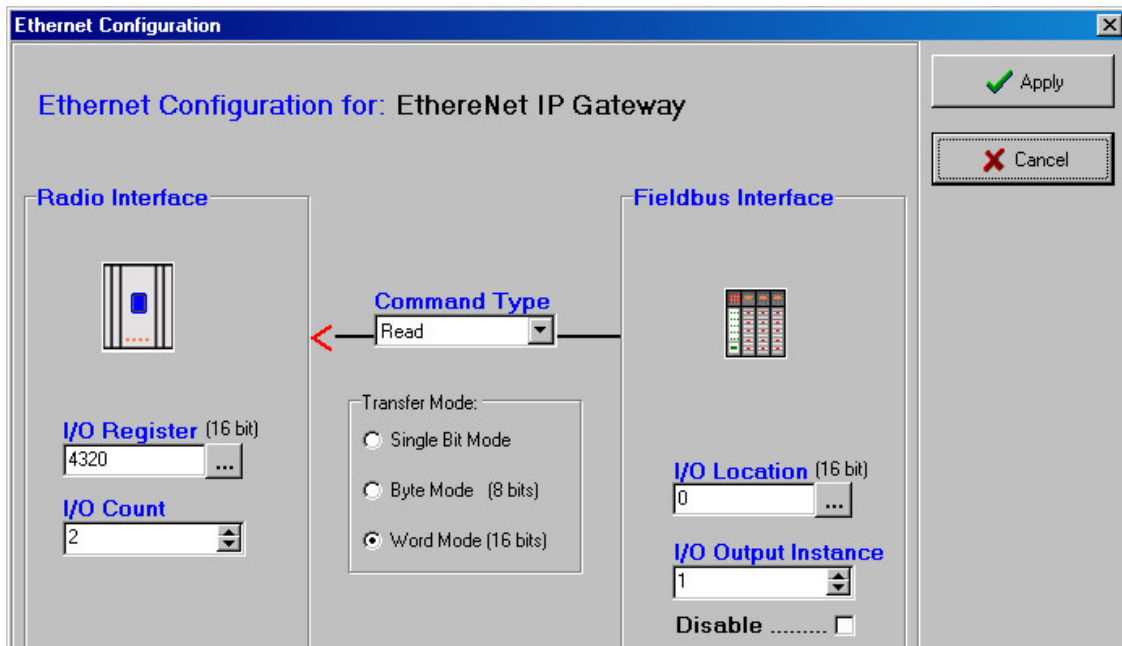 Ethernet Configuration
Apply
Cancel
Ethernet Configuration for: EthereNet IP Gateway
Radio Interface
I/O Register (16 bit)
4320
...
I/O Count
2
Command Type
Read
Transfer Mode:
Single Bit Mode
Byte Mode (8 bits)
Word Mode (16 bits)
Fieldbus Interface
I/O Location (16 bit)
0
...
I/O Output Instance
1
Disable .........